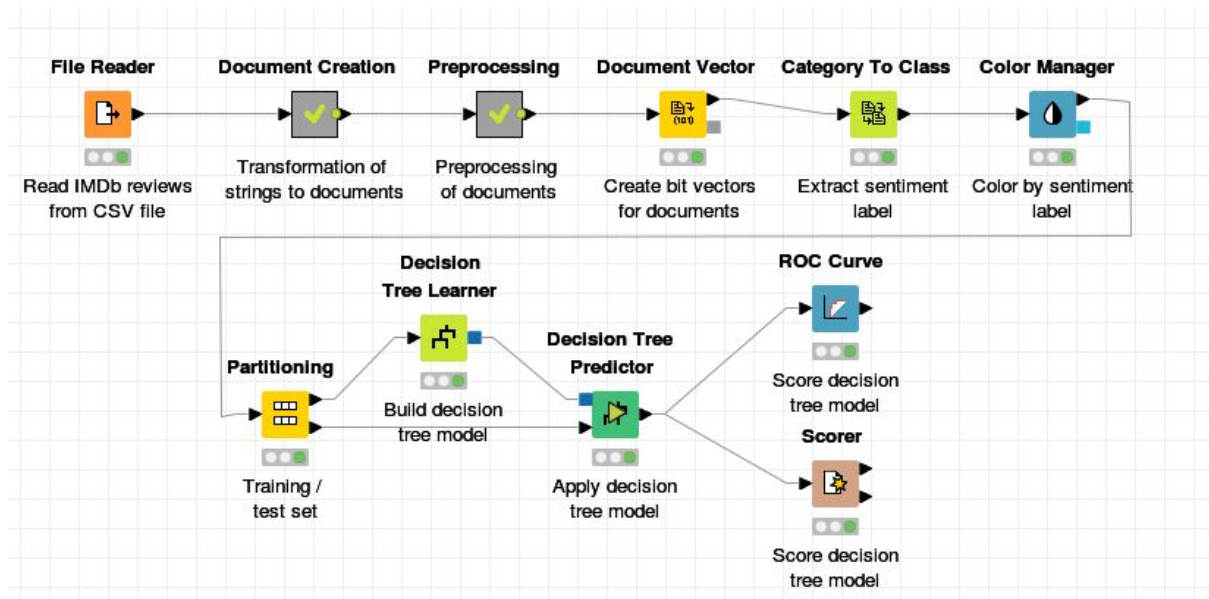 File Reader
Document Creation
Preprocessing
Document Vector
Category To Class
Color Manager
Read IMDb reviews
from CSV file
Transformation of
strings to documents
Preprocessing
of documents
Create bit vectors
for documents
Extract sentiment
label
Color by sentiment
label
Decision
Tree Learner
Build decision
tree model
Partitioning
Training /
test set
Decision Tree
Predictor
Apply decision
tree model
ROC Curve
Score decision
tree model
Scorer
Score decision
tree model